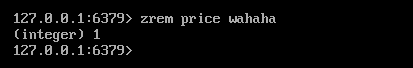 127.0.0.1:6379> zrem price wahaha
(integer) 1
127.0.0.1:6379>